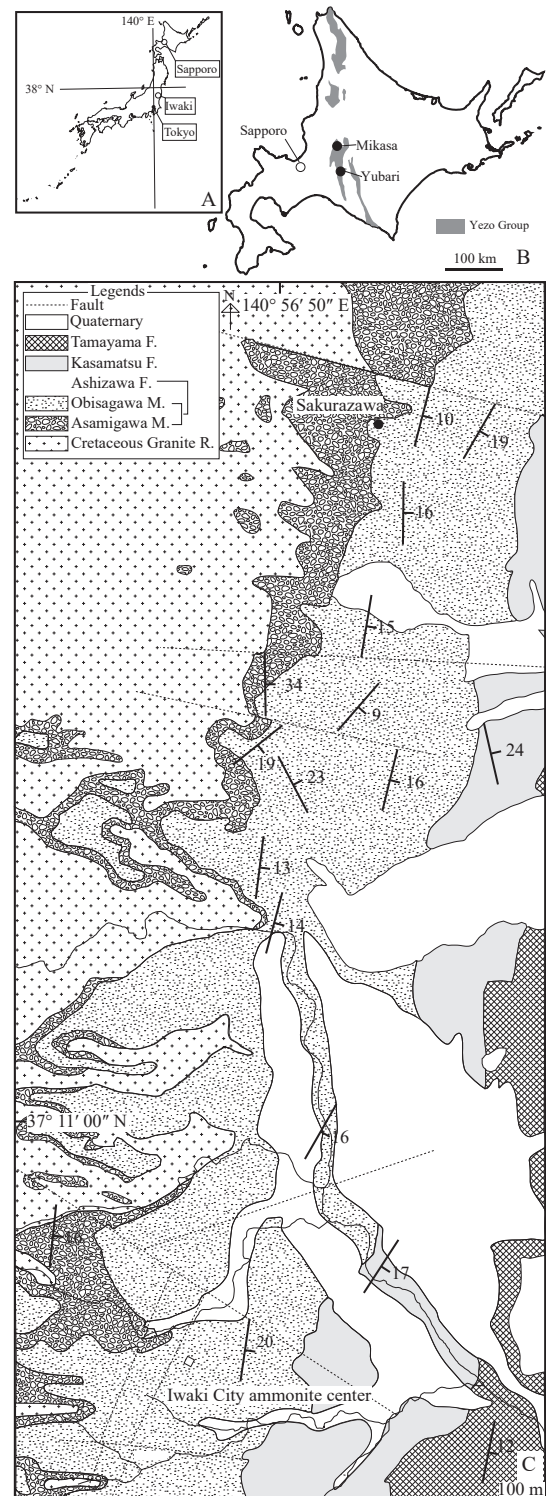 140° E
Sapporo
38° N
Iwaki
Tokyo
A
Sapporo
Mikasa
Yubari
Yezo Group
100 km
B
Legends
Fault
Quaternary
Tamayama F.
Kasamatsu F.
Ashizawa F.
Obisagawa M.
Asamigawa M.
Cretaceous Granite R.
N
140° 56′ 50″ E
Sakurazawa
10
19
16
15
34
9
24
19
23
16
13
14
37° 11′ 00″ N
16
16
17
20
Iwaki City ammonite center
12
C
100 m